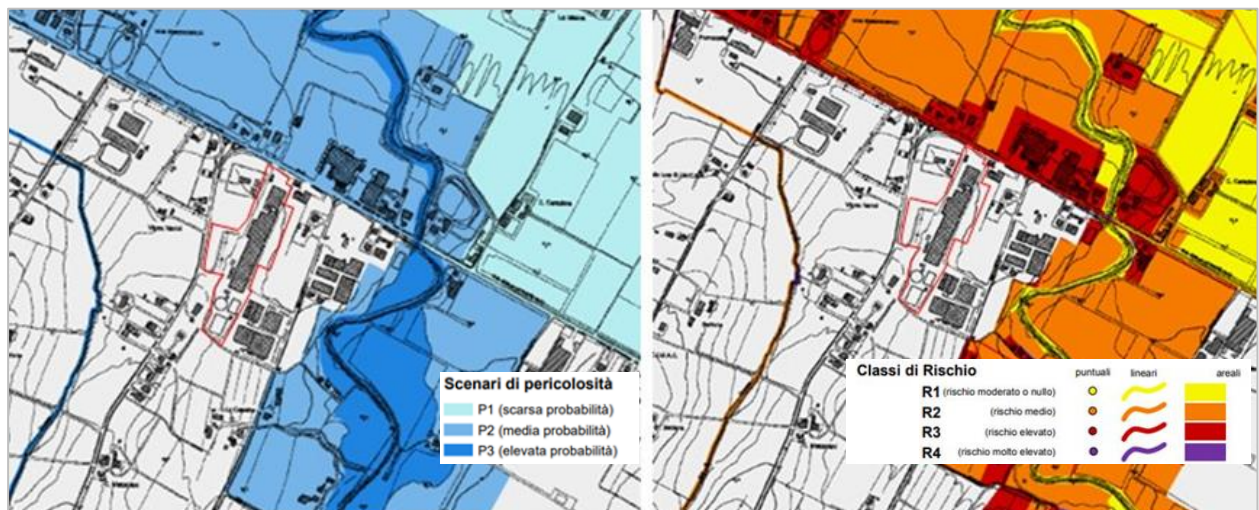 Scenari di pericolosità
P1 (scarsa probabilità)
P2 (media probabilità)
P3 (elevata probabilità)
Classi di Rischio
puntuali lineari areali
R1 (rischio moderato o nullo)
R2 (rischio medio)
R3 (rischio elevato)
R4 (rischio molto elevato)